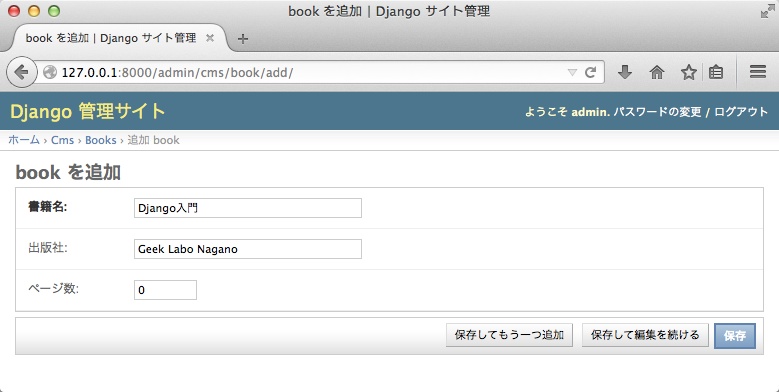 book を追加 | Django サイト管理
book を追加 | Django サイト管理
127.0.0.1:8000/admin/cms/book/add/
Django 管理サイト
ようこそ admin. パスワードの変更 / ログアウト
ホーム › Cms › Books › 追加 book
book を追加
書籍名: Django入門
出版社: Geek Labo Nagano
ページ数: 0
保存してもう一つ追加 保存して編集を続ける 保存